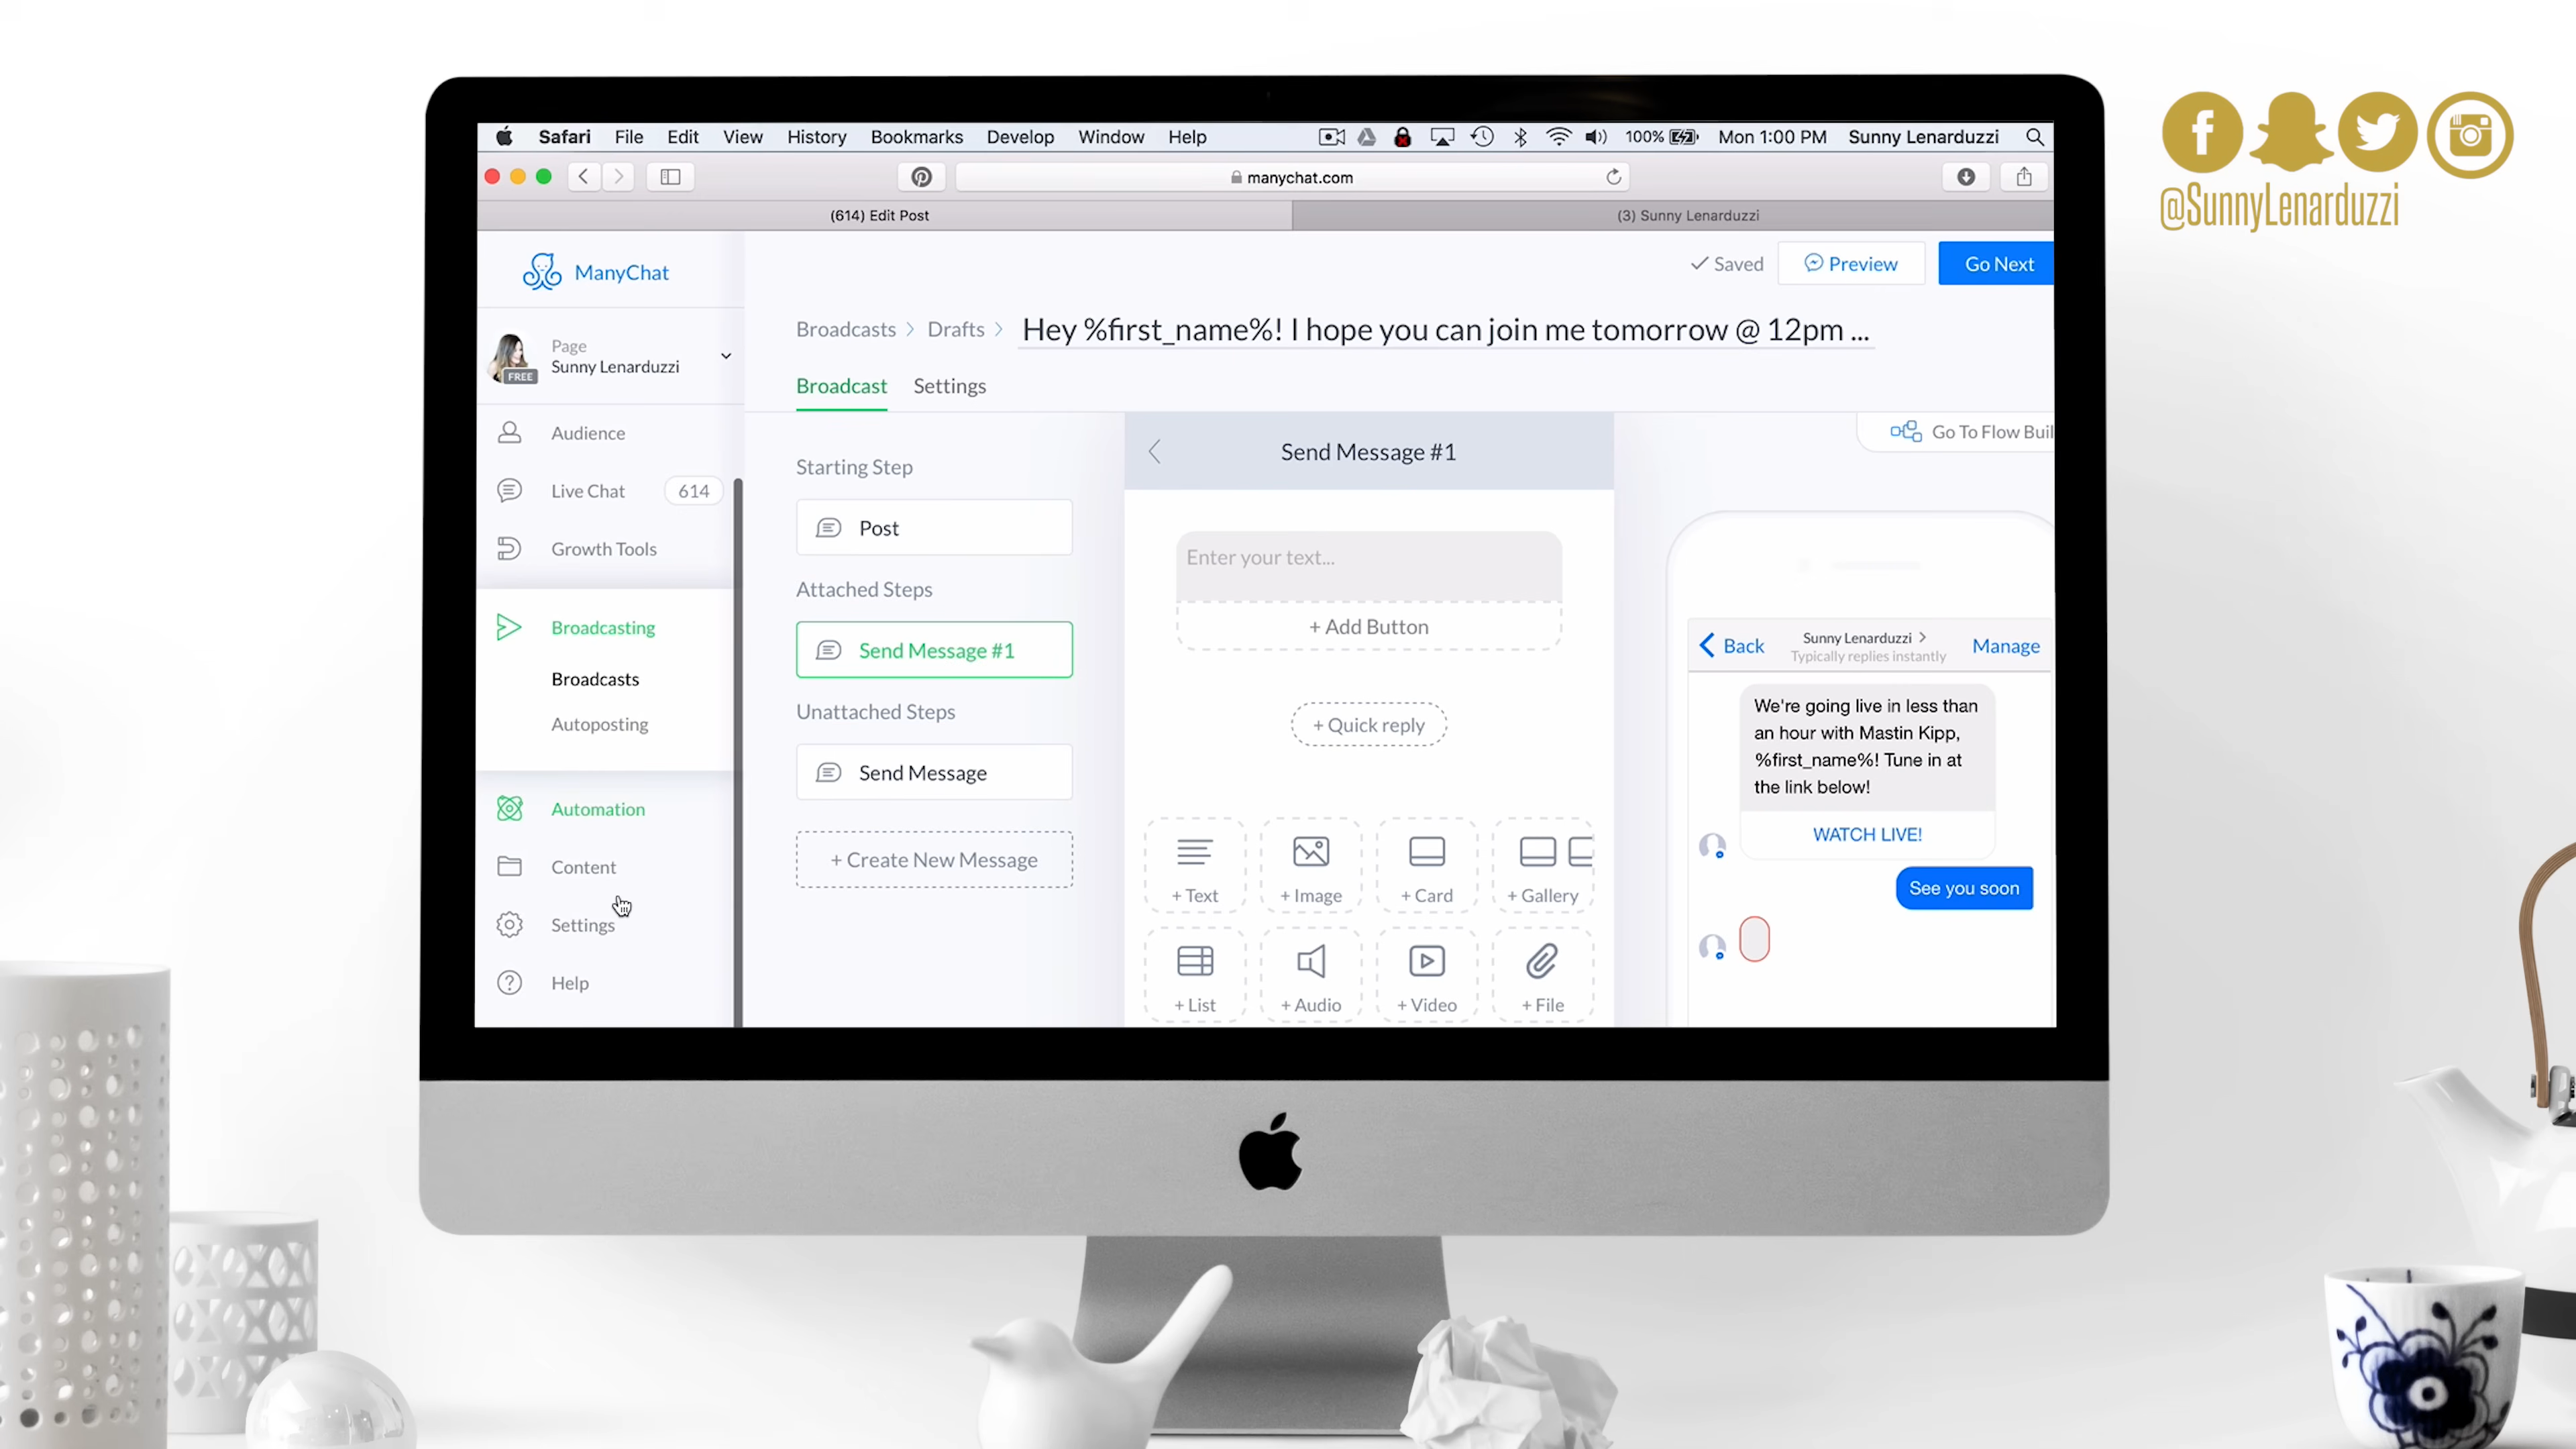 Safari File Edit View History Bookmarks Develop Window Help 100% Mon 1:00 PM Sunny Lenarduzzi
manychat.com
(614) Edit Post
(3) Sunny Lenarduzzi
@SunnyLenarduzzi
ManyChat
Saved
Preview
Go Next
Page
Sunny Lenarduzzi
FREE
Broadcasts > Drafts > Hey %first_name%! I hope you can join me tomorrow @ 12pm ...
Broadcast Settings
Audience
Live Chat 614
Growth Tools
Broadcasting
Broadcasts
Autoposting
Automation
Content
Settings
Help
Starting Step
Post
Attached Steps
Send Message #1
Unattached Steps
Send Message
+ Create New Message
Send Message #1
Enter your text...
+ Add Button
+ Quick reply
+ Text + Image + Card + Gallery
+ List + Audio + Video + File
Go To Flow Buil
Back
Sunny Lenarduzzi >
Typically replies instantly
Manage
We're going live in less than
an hour with Mastin Kipp,
%first_name%! Tune in at
the link below!
WATCH LIVE!
See you soon